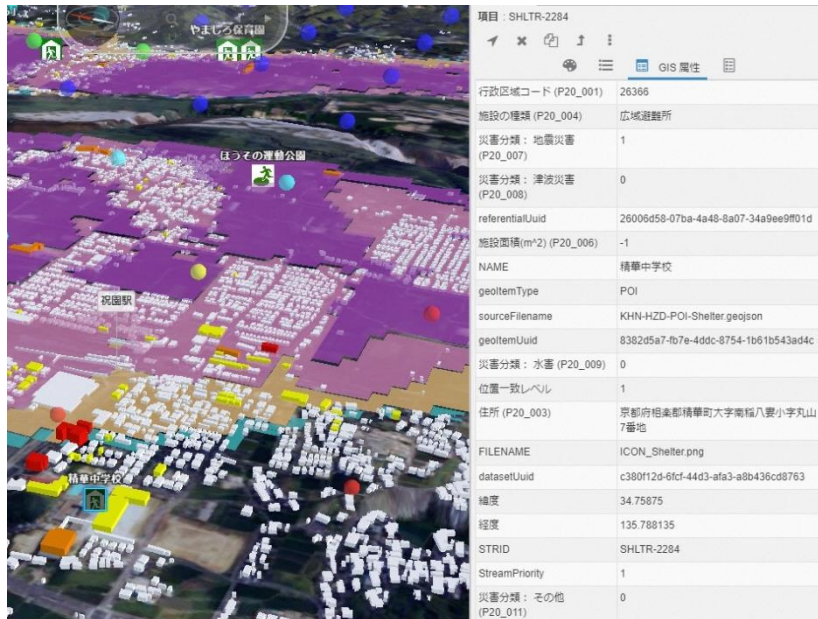 やましろ保育園
ほうその運動公園
祝園駅
精華中学校
項目 : SHLTR-2284
GIS 属性
行政区域コード (P20_001) 26366
施設の種類 (P20_004) 広域避難所
災害分類： 地震災害 1
(P20_007)
災害分類： 津波災害 0
(P20_008)
referentialUuid 26006d58-07ba-4a48-8a07-34a9ee9ff01d
施設面積(m^2) (P20_006) -1
NAME 精華中学校
geoItemType POI
sourceFilename KHN-HZD-POI-Shelter.geojson
geoItemUuid 8382d5a7-fb7e-4ddc-8754-1b61b543ad4c
災害分類： 水害 (P20_009) 0
位置一致レベル 1
住所 (P20_003) 京都府相楽郡精華町大字南稲八妻小字丸山
7番地
FILENAME ICON_Shelter.png
datasetUuid c380f12d-6fcf-44d3-afa3-a8b436cd8763
緯度 34.75875
経度 135.788135
STRID SHLTR-2284
StreamPriority 1
災害分類： その他 0
(P20_011)